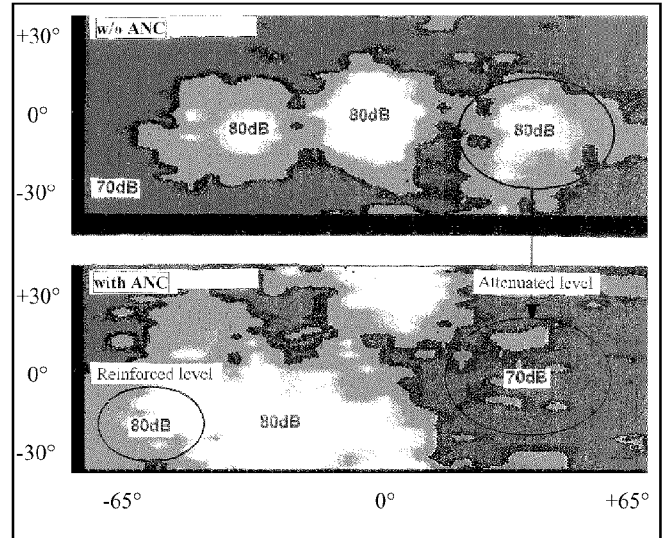 w/o ANC
+30°
0°
80dB
80dB
80dB
-30°
70dB
with ANC
+30°
Attenuated level
0°
Reinforced level
70dB
80dB
80dB
-30°
-65°
0°
+65°